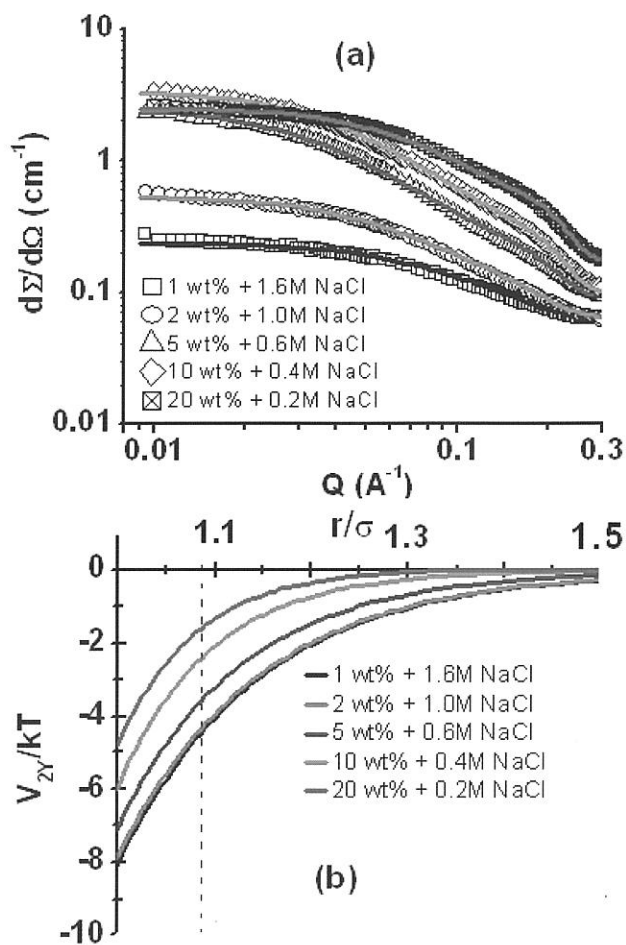 10
(a)
1
0.1
0.01
dΣ/dΩ (cm⁻¹)
1 wt% + 1.6M NaCl
2 wt% + 1.0M NaCl
5 wt% + 0.6M NaCl
10 wt% + 0.4M NaCl
20 wt% + 0.2M NaCl
0.01 0.1 0.3
Q (A⁻¹)
r/σ
1.1 1.3 1.5
0
-2
-4
-6
-8
-10
V₂Y/kT
1 wt% + 1.6M NaCl
2 wt% + 1.0M NaCl
5 wt% + 0.6M NaCl
10 wt% + 0.4M NaCl
20 wt% + 0.2M NaCl
(b)